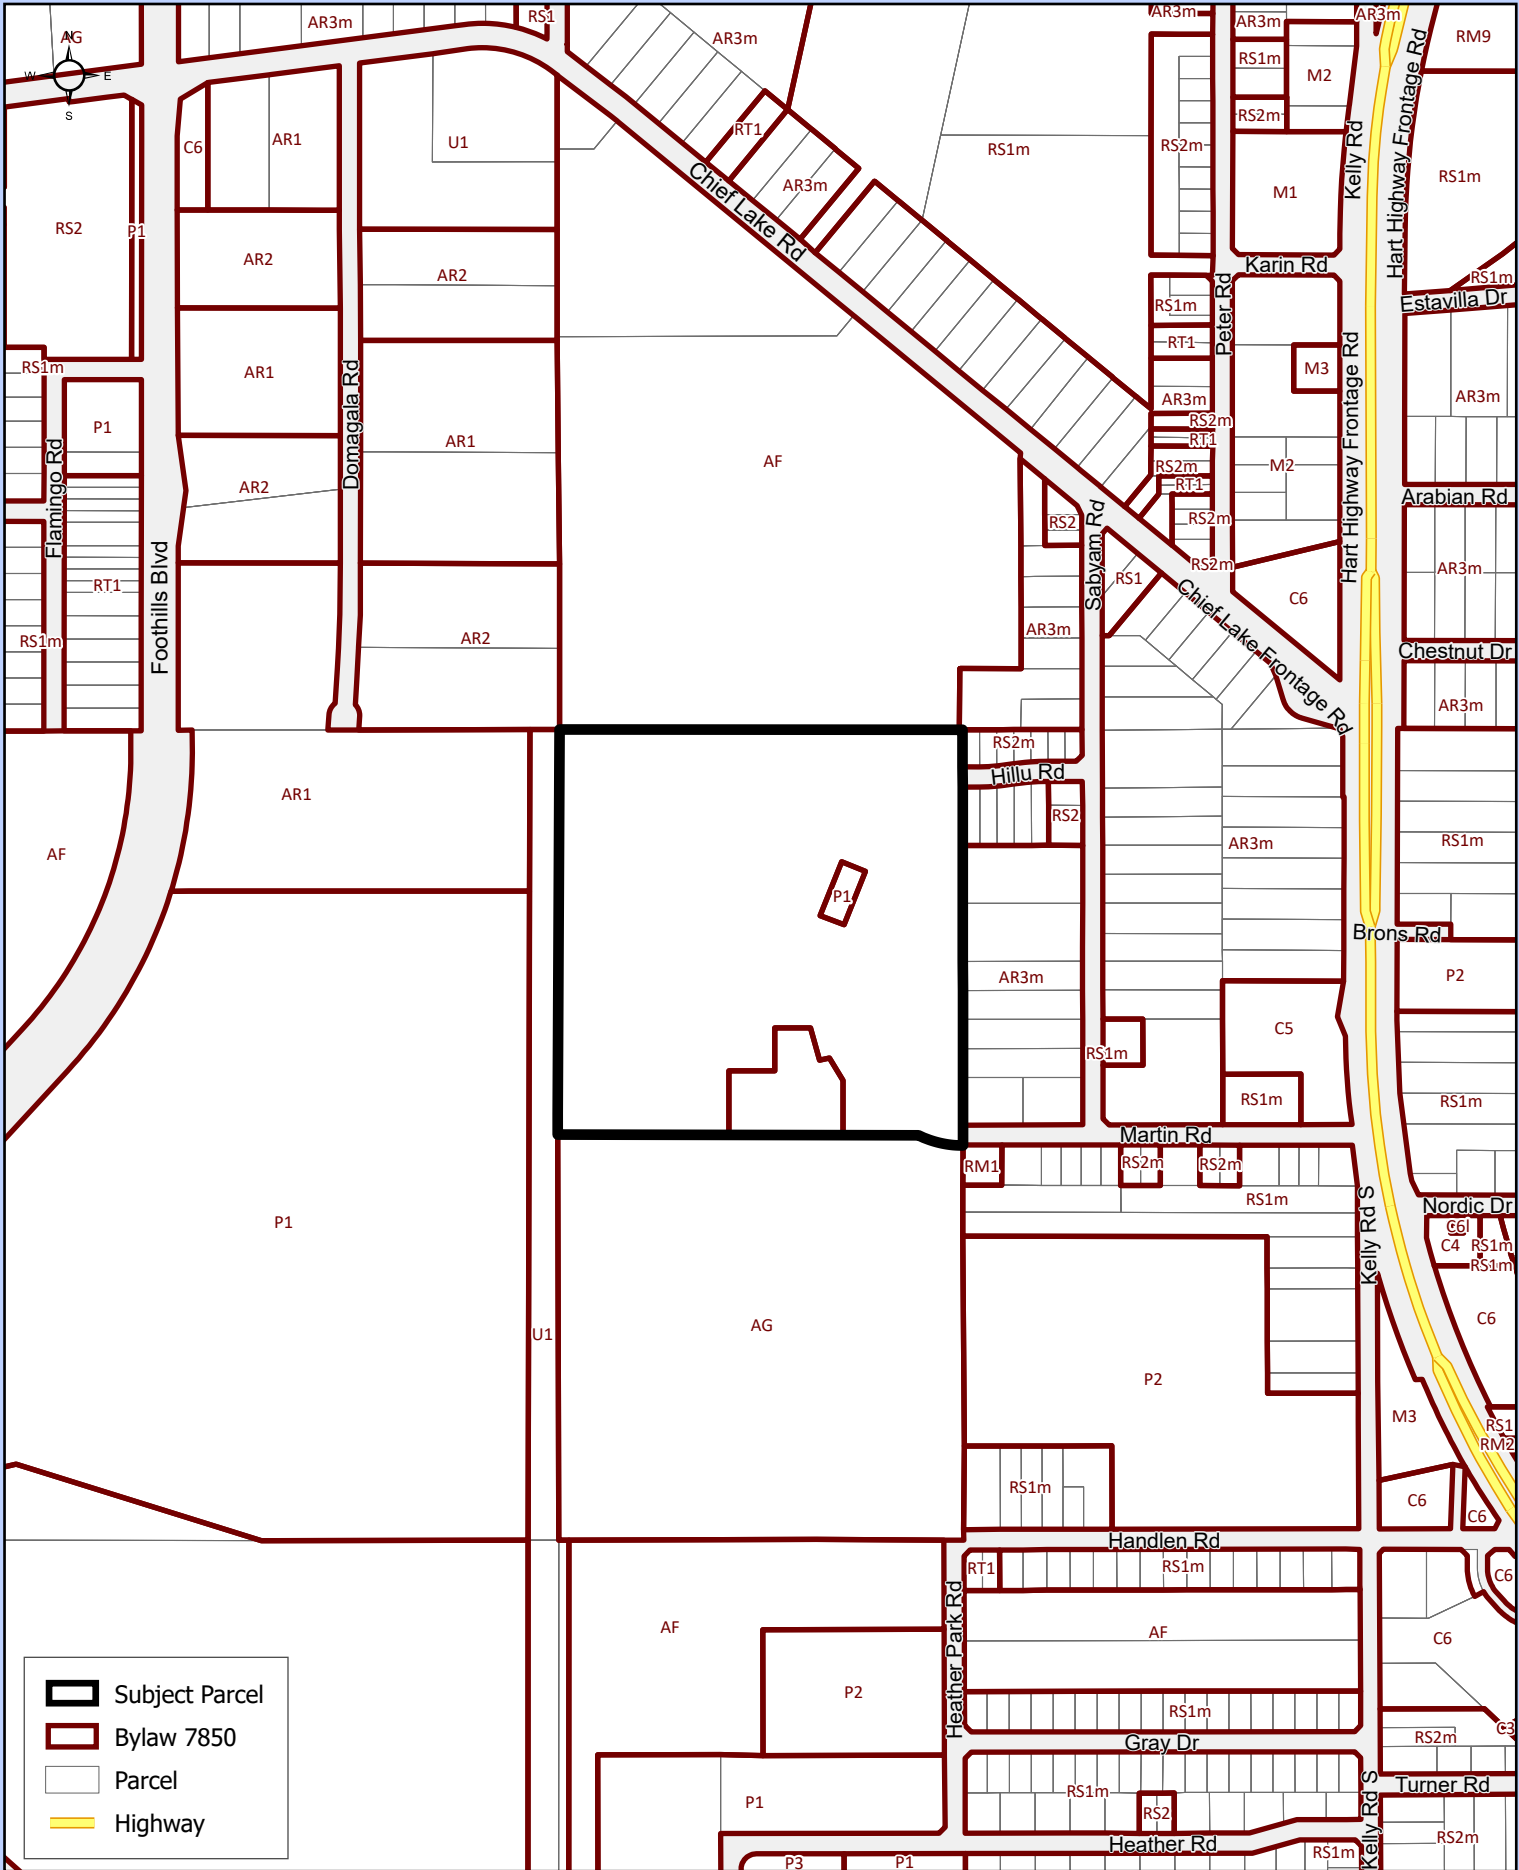 AG
N
W
E
S
AR3m
RS1
AR3m
AR3m
AR3m
AR3m
RM9
RS1m
M2
RS2m
RT1
C6
AR1
U1
RS2m
RS1m
Kelly Rd
Hart Highway Frontage Rd
RS1m
M1
AR3m
Chief Lake Rd
RS2
P1
AR2
AR2
Karin Rd
RS1m
Estavilla Dr
RS1m
Peter Rd
RT1
M3
RS1m
AR1
Domagala Rd
Hart Highway Frontage Rd
AR3m
AR3m
P1
RS2m
RT1
AR1
AF
RS2m
M2
RT1
AR2
Flamingo Rd
Arabian Rd
RS2
RS2m
Sabyam Rd
Foothills Blvd
RS2m
AR3m
RS1
RT1
C6
Chief Lake Frontage Rd
AR3m
RS1m
AR2
Chestnut Dr
AR3m
RS2m
Hillu Rd
AR1
RS2
AF
AR3m
RS1m
P1
Brons Rd
AR3m
P2
C5
RS1m
RS1m
RS1m
Martin Rd
RM1
RS2m
RS2m
RS1m
P1
Kelly Rd S
Nordic Dr
C6l
C4
RS1m
RS1m
AG
U1
C6
P2
M3
RS1
RM2
RS1m
C6
C6
Handlen Rd
RT1
RS1m
C6
AF
Heather Park Rd
AF
C6
P2
RS1m
C3
RS2m
Gray Dr
Kelly Rd S
Turner Rd
RS1m
P1
RS2
RS2m
Heather Rd
RS1m
P3
P1
Subject Parcel
Bylaw 7850
Parcel
Highway